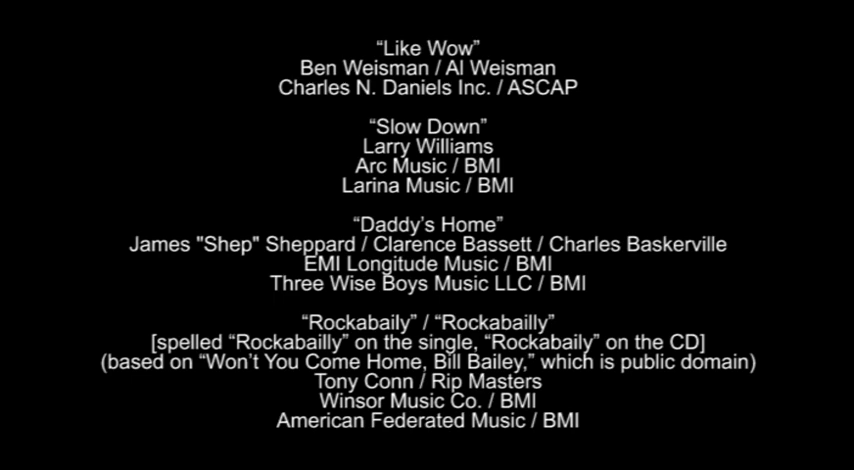 “Like Wow”
Ben Weisman / Al Weisman
Charles N. Daniels Inc. / ASCAP
“Slow Down”
Larry Williams
Arc Music / BMI
Larina Music / BMI
“Daddy’s Home”
James "Shep" Sheppard / Clarence Bassett / Charles Baskerville
EMI Longitude Music / BMI
Three Wise Boys Music LLC / BMI
“Rockabaily” / “Rockabailly”
[spelled “Rockabailly” on the single, “Rockabaily” on the CD]
(based on “Won’t You Come Home, Bill Bailey,” which is public domain)
Tony Conn / Rip Masters
Winsor Music Co. / BMI
American Federated Music / BMI